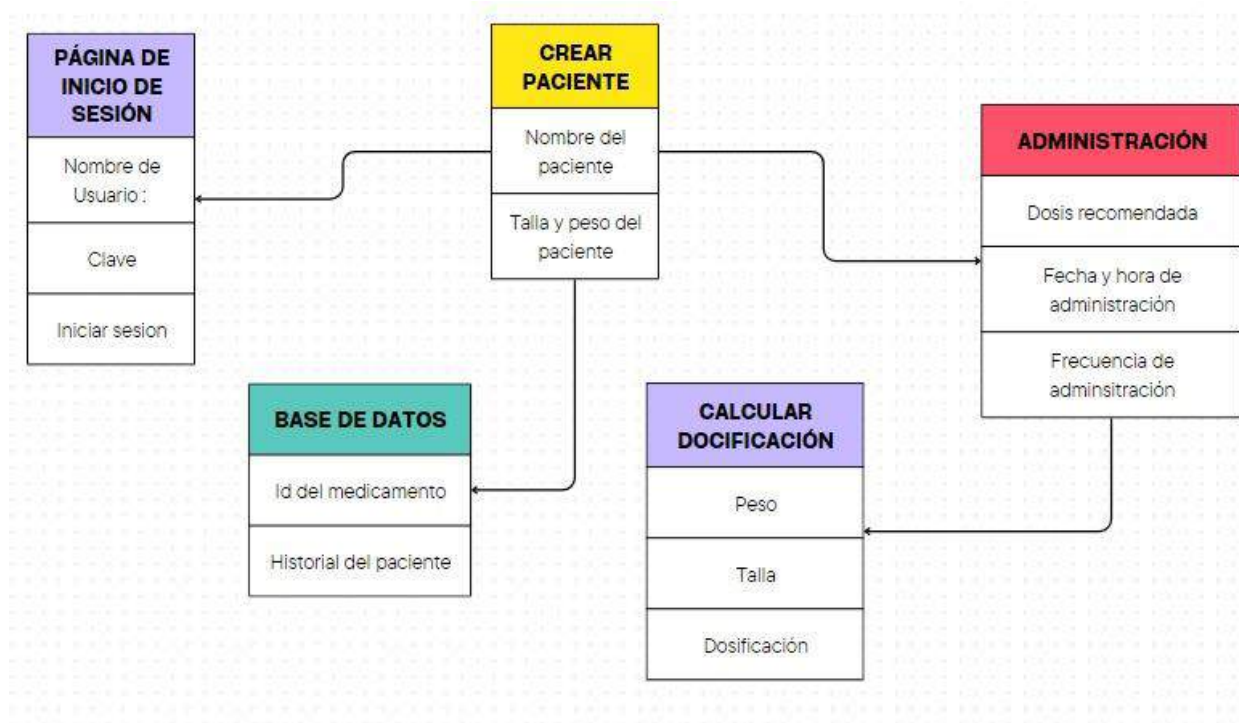 PÁGINA DE
INICIO DE
SESIÓN
Nombre de
Usuario :
Clave
Iniciar sesion
CREAR
PACIENTE
Nombre del
paciente
Talla y peso del
paciente
ADMINISTRACIÓN
Dosis recomendada
Fecha y hora de
administración
Frecuencia de
adminsitración
BASE DE DATOS
Id del medicamento
Historial del paciente
CALCULAR
DOCIFICACIÓN
Peso
Talla
Dosificación